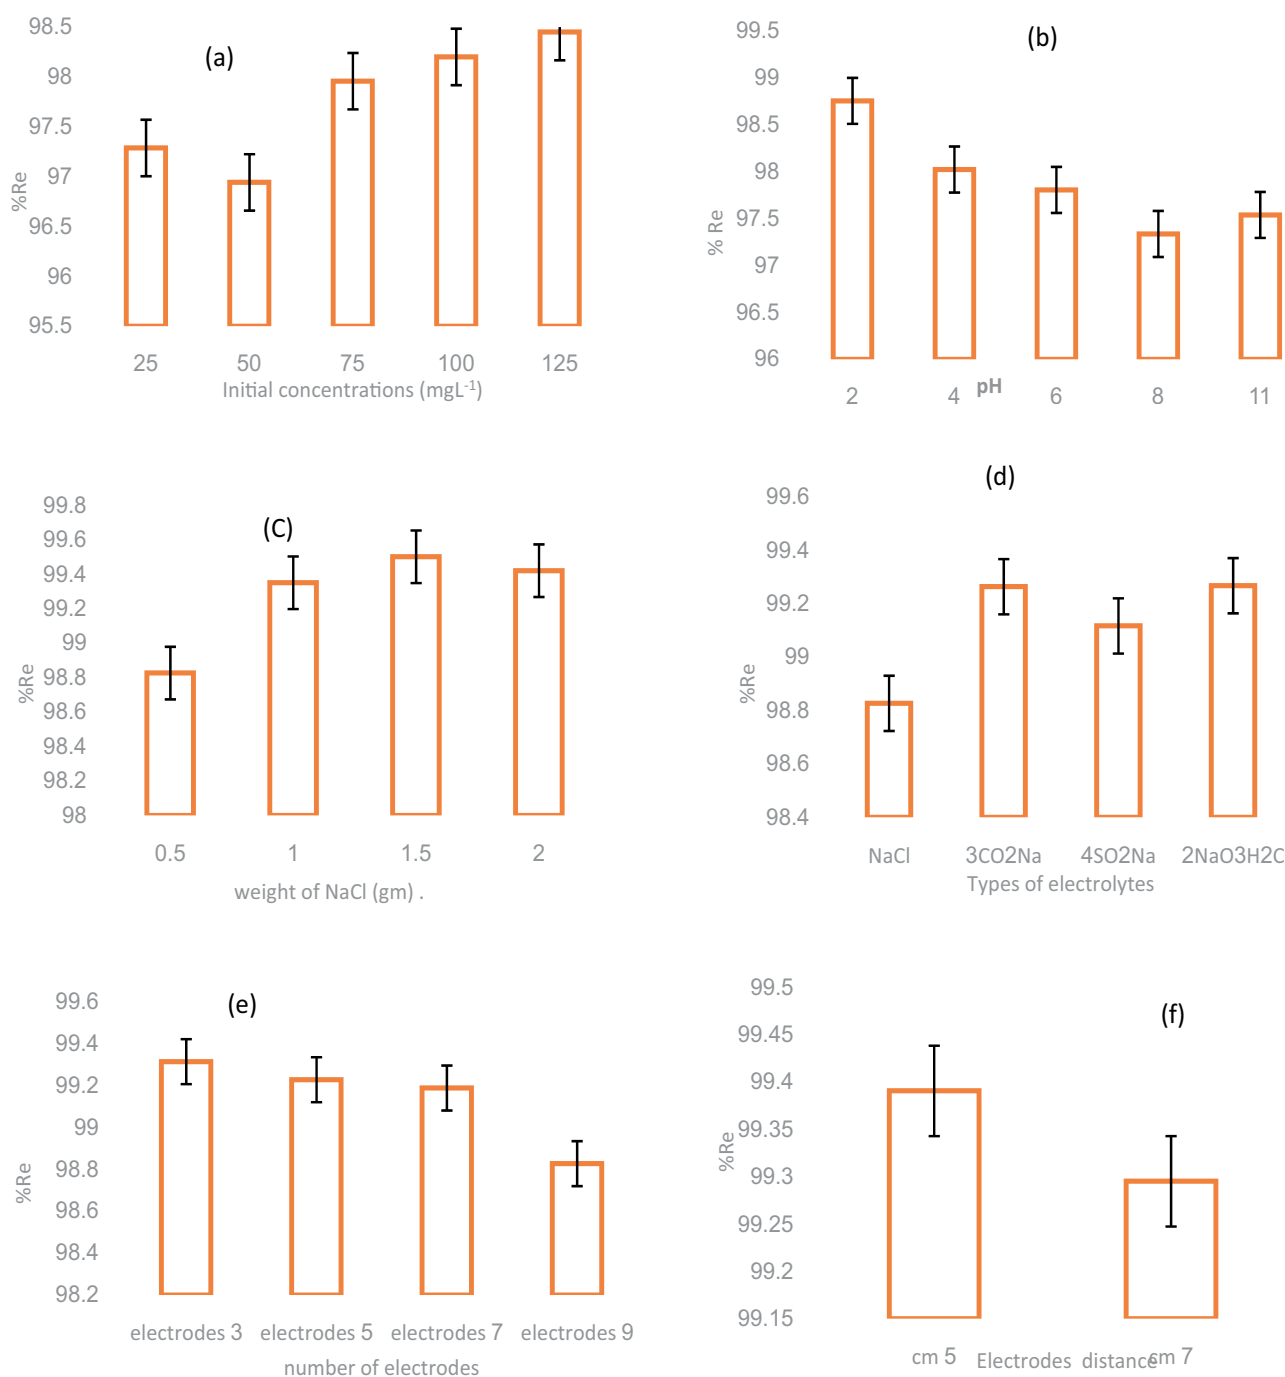 (a)
98.5
98
97.5
97
96.5
96
95.5
%Re
25 50 75 100 125
Initial concentrations (mgL-1)
(b)
99.5
99
98.5
98
97.5
97
96.5
96
% Re
2 4 6 8 11
pH
(C)
99.8
99.6
99.4
99.2
99
98.8
98.6
98.4
98.2
98
%Re
0.5 1 1.5 2
weight of NaCl (gm) .
(d)
99.6
99.4
99.2
99
98.8
98.6
98.4
%Re
NaCl 3CO2Na 4SO2Na 2NaO3H2C
Types of electrolytes
(e)
99.6
99.4
99.2
99
98.8
98.6
98.4
98.2
%Re
electrodes 3 electrodes 5 electrodes 7 electrodes 9
number of electrodes
(f)
99.5
99.45
99.4
99.35
99.3
99.25
99.2
99.15
%Re
cm 5 cm 7
Electrodes distance